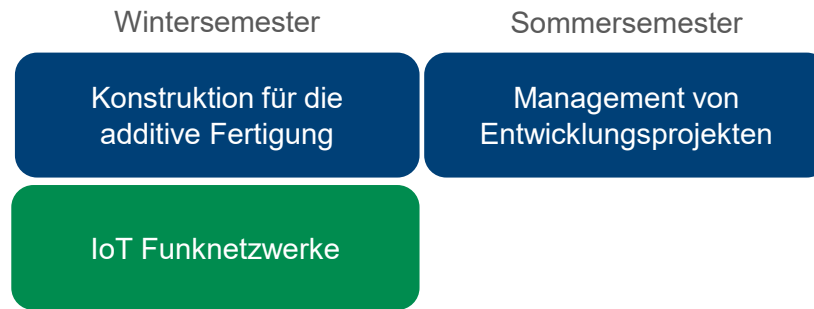 Wintersemester
Sommersemester
Konstruktion für die
additive Fertigung
Management von
Entwicklungsprojekten
IoT Funknetzwerke